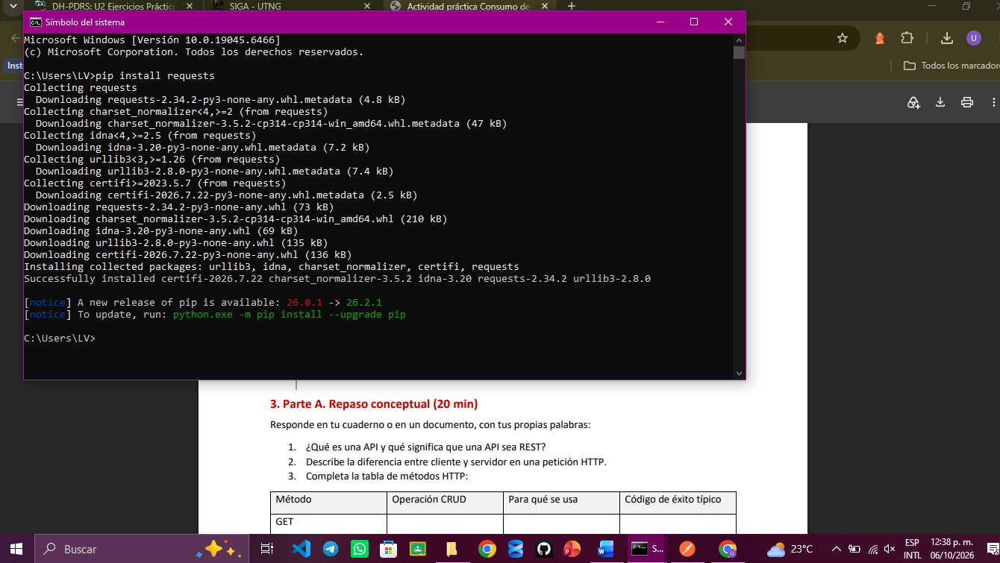 DH-PDRS: U2 Ejercicios Práctico
SIGA - UTNG
Actividad práctica Consumo de
Símbolo del sistema
Inst
U
Todos los marcador
Microsoft Windows [Versión 10.0.19045.6466]
(c) Microsoft Corporation. Todos los derechos reservados.
C:\Users\LV>pip install requests
Collecting requests
  Downloading requests-2.34.2-py3-none-any.whl.metadata (4.8 kB)
Collecting charset_normalizer<4,>=2 (from requests)
  Downloading charset_normalizer-3.5.2-cp314-cp314-win_amd64.whl.metadata (47 kB)
Collecting idna<4,>=2.5 (from requests)
  Downloading idna-3.20-py3-none-any.whl.metadata (7.2 kB)
Collecting urllib3<3,>=1.26 (from requests)
  Downloading urllib3-2.8.0-py3-none-any.whl.metadata (7.4 kB)
Collecting certifi>=2023.5.7 (from requests)
  Downloading certifi-2026.7.22-py3-none-any.whl.metadata (2.5 kB)
Downloading requests-2.34.2-py3-none-any.whl (73 kB)
Downloading charset_normalizer-3.5.2-cp314-cp314-win_amd64.whl (210 kB)
Downloading idna-3.20-py3-none-any.whl (69 kB)
Downloading urllib3-2.8.0-py3-none-any.whl (135 kB)
Downloading certifi-2026.7.22-py3-none-any.whl (136 kB)
Installing collected packages: urllib3, idna, charset_normalizer, certifi, requests
Successfully installed certifi-2026.7.22 charset_normalizer-3.5.2 idna-3.20 requests-2.34.2 urllib3-2.8.0
[notice] A new release of pip is available: 26.0.1 -> 26.2.1
[notice] To update, run: python.exe -m pip install --upgrade pip
C:\Users\LV>
3. Parte A. Repaso conceptual (20 min)
Responde en tu cuaderno o en un documento, con tus propias palabras:
1. ¿Qué es una API y qué significa que una API sea REST?
2. Describe la diferencia entre cliente y servidor en una petición HTTP.
3. Completa la tabla de métodos HTTP:
Método Operación CRUD Para qué se usa Código de éxito típico
GET
Buscar
S...
23°C
ESP
INTL
12:38 p. m.
06/10/2026